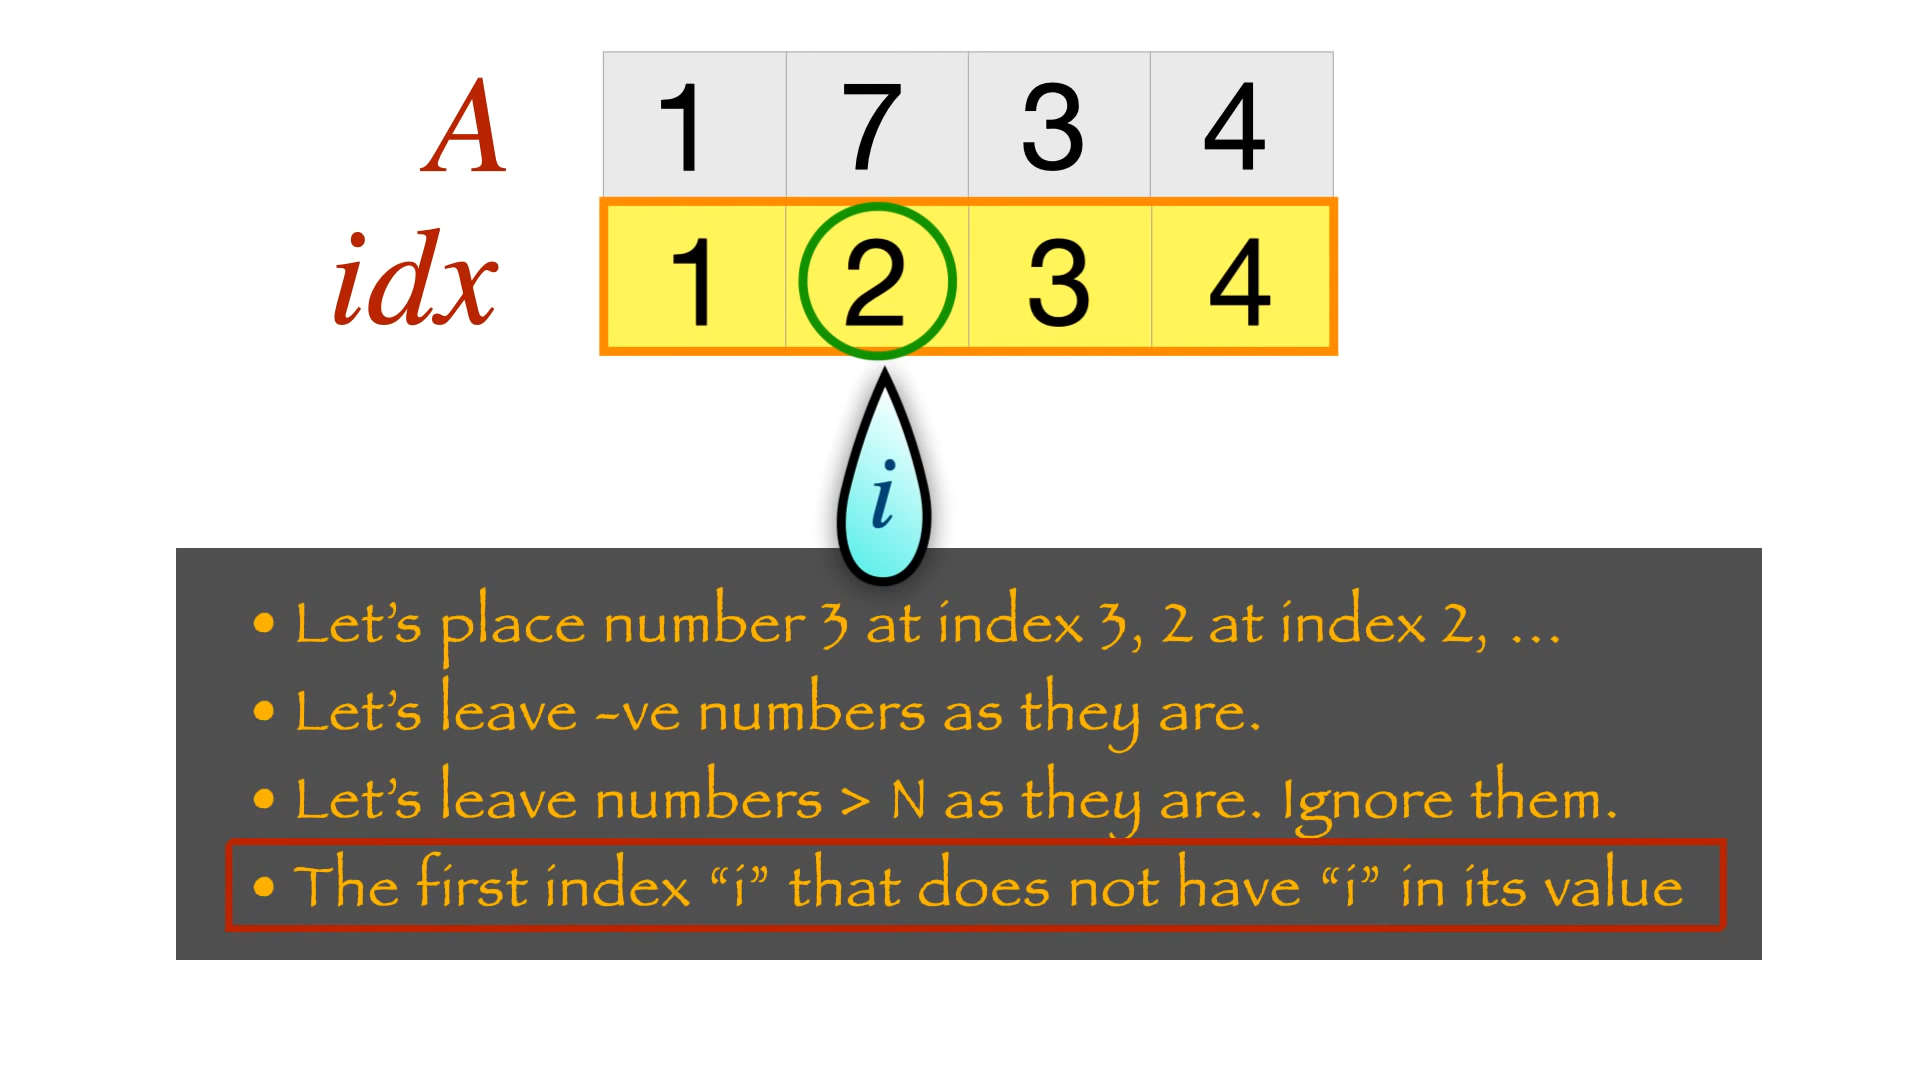 A 1 7 3 4
idx 1 2 3 4
i
• Let’s place number 3 at index 3, 2 at index 2, ...
• Let’s leave -ve numbers as they are.
• Let’s leave numbers > N as they are. Ignore them.
• The first index “i” that does not have “i” in its value